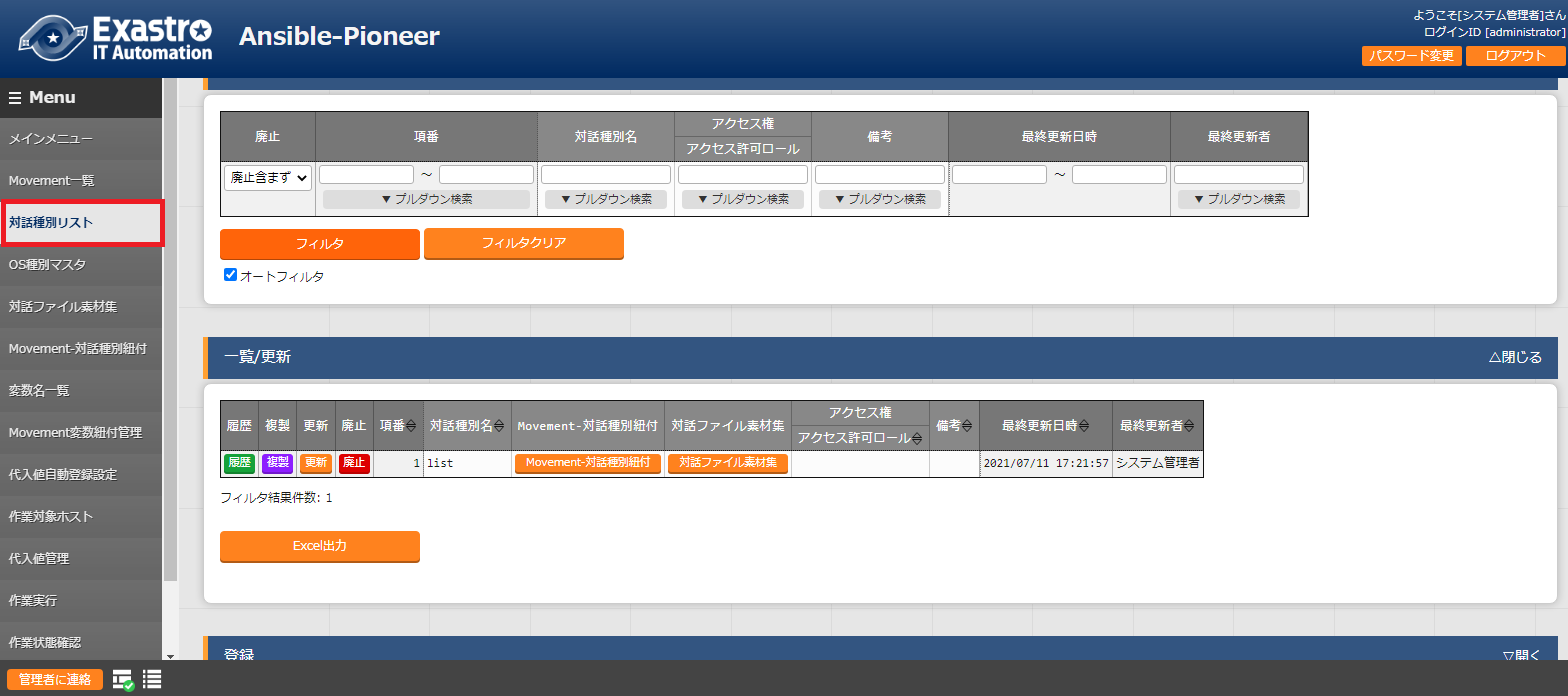 Exastro
IT Automation
Ansible-Pioneer
ようこそ[システム管理者]さん
ログインID [administrator]
パスワード変更 ログアウト
Menu
メインメニュー
Movement一覧
対話種別リスト
OS種別マスタ
対話ファイル素材集
Movement-対話種別紐付
変数名一覧
Movement変数紐付管理
代入値自動登録設定
作業対象ホスト
代入値管理
作業実行
作業状態確認
管理者に連絡
廃止 項番 対話種別名 アクセス権 備考 最終更新日時 最終更新者
アクセス許可ロール
廃止含まず ～ ～
▼プルダウン検索 ▼プルダウン検索 ▼プルダウン検索 ▼プルダウン検索 ▼プルダウン検索
フィルタ フィルタクリア
オートフィルタ
一覧/更新 △閉じる
履歴 複製 更新 廃止 項番 対話種別名 Movement-対話種別紐付 対話ファイル素材集 アクセス権 備考 最終更新日時 最終更新者
アクセス許可ロール
履歴 複製 更新 廃止 1 list Movement-対話種別紐付 対話ファイル素材集 2021/07/11 17:21:57 システム管理者
フィルタ結果件数: 1
Excel出力
登録 ▽開く